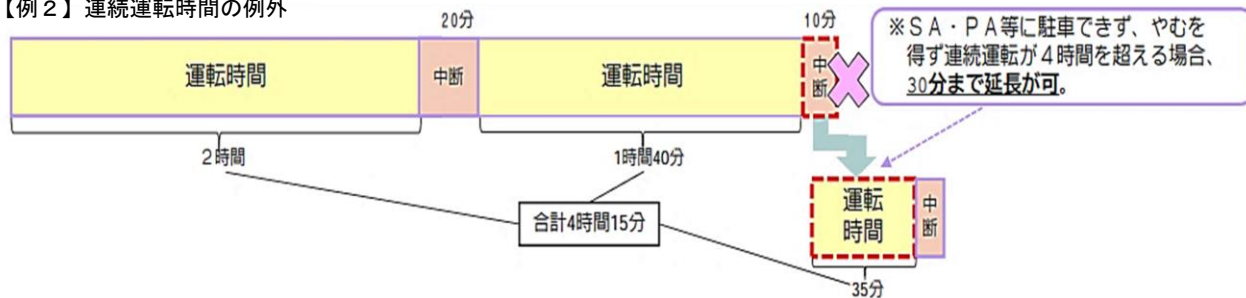 【例２】連続運転時間の例外
20分
10分
運転時間
中断
運転時間
中断
※ＳＡ・ＰＡ等に駐車できず、やむを
得ず連続運転が４時間を超える場合、
30分まで延長が可。
２時間
1時間40分
運転
時間
中断
合計4時間15分
35分